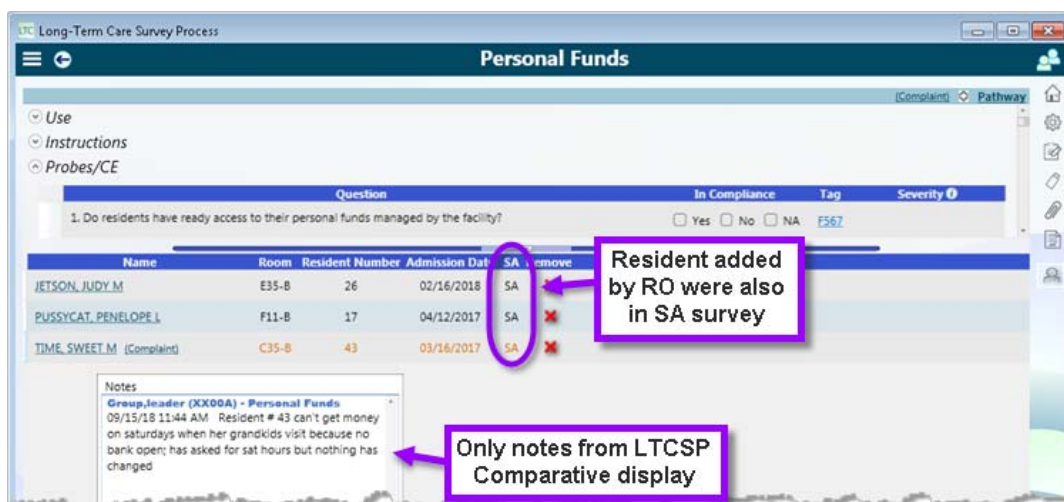 LTC Long-Term Care Survey Process
Personal Funds
(Complaint) Pathway
Use
Instructions
Probes/CE
Question In Compliance Tag Severity
1. Do residents have ready access to their personal funds managed by the facility? Yes No NA F567
Name Room Resident Number Admission Date SA Remove
JETSON, JUDY M E35-B 26 02/16/2018 SA
PUSSYCAT, PENELOPE L F11-B 17 04/12/2017 SA
TIME, SWEET M (Complaint) C35-B 43 03/16/2017 SA
Resident added
by RO were also
in SA survey
Notes
Group,leader (XX00A) - Personal Funds
09/15/18 11:44 AM Resident # 43 can't get money
on saturdays when her grandkids visit because no
bank open; has asked for sat hours but nothing has
changed
Only notes from LTCSP
Comparative display